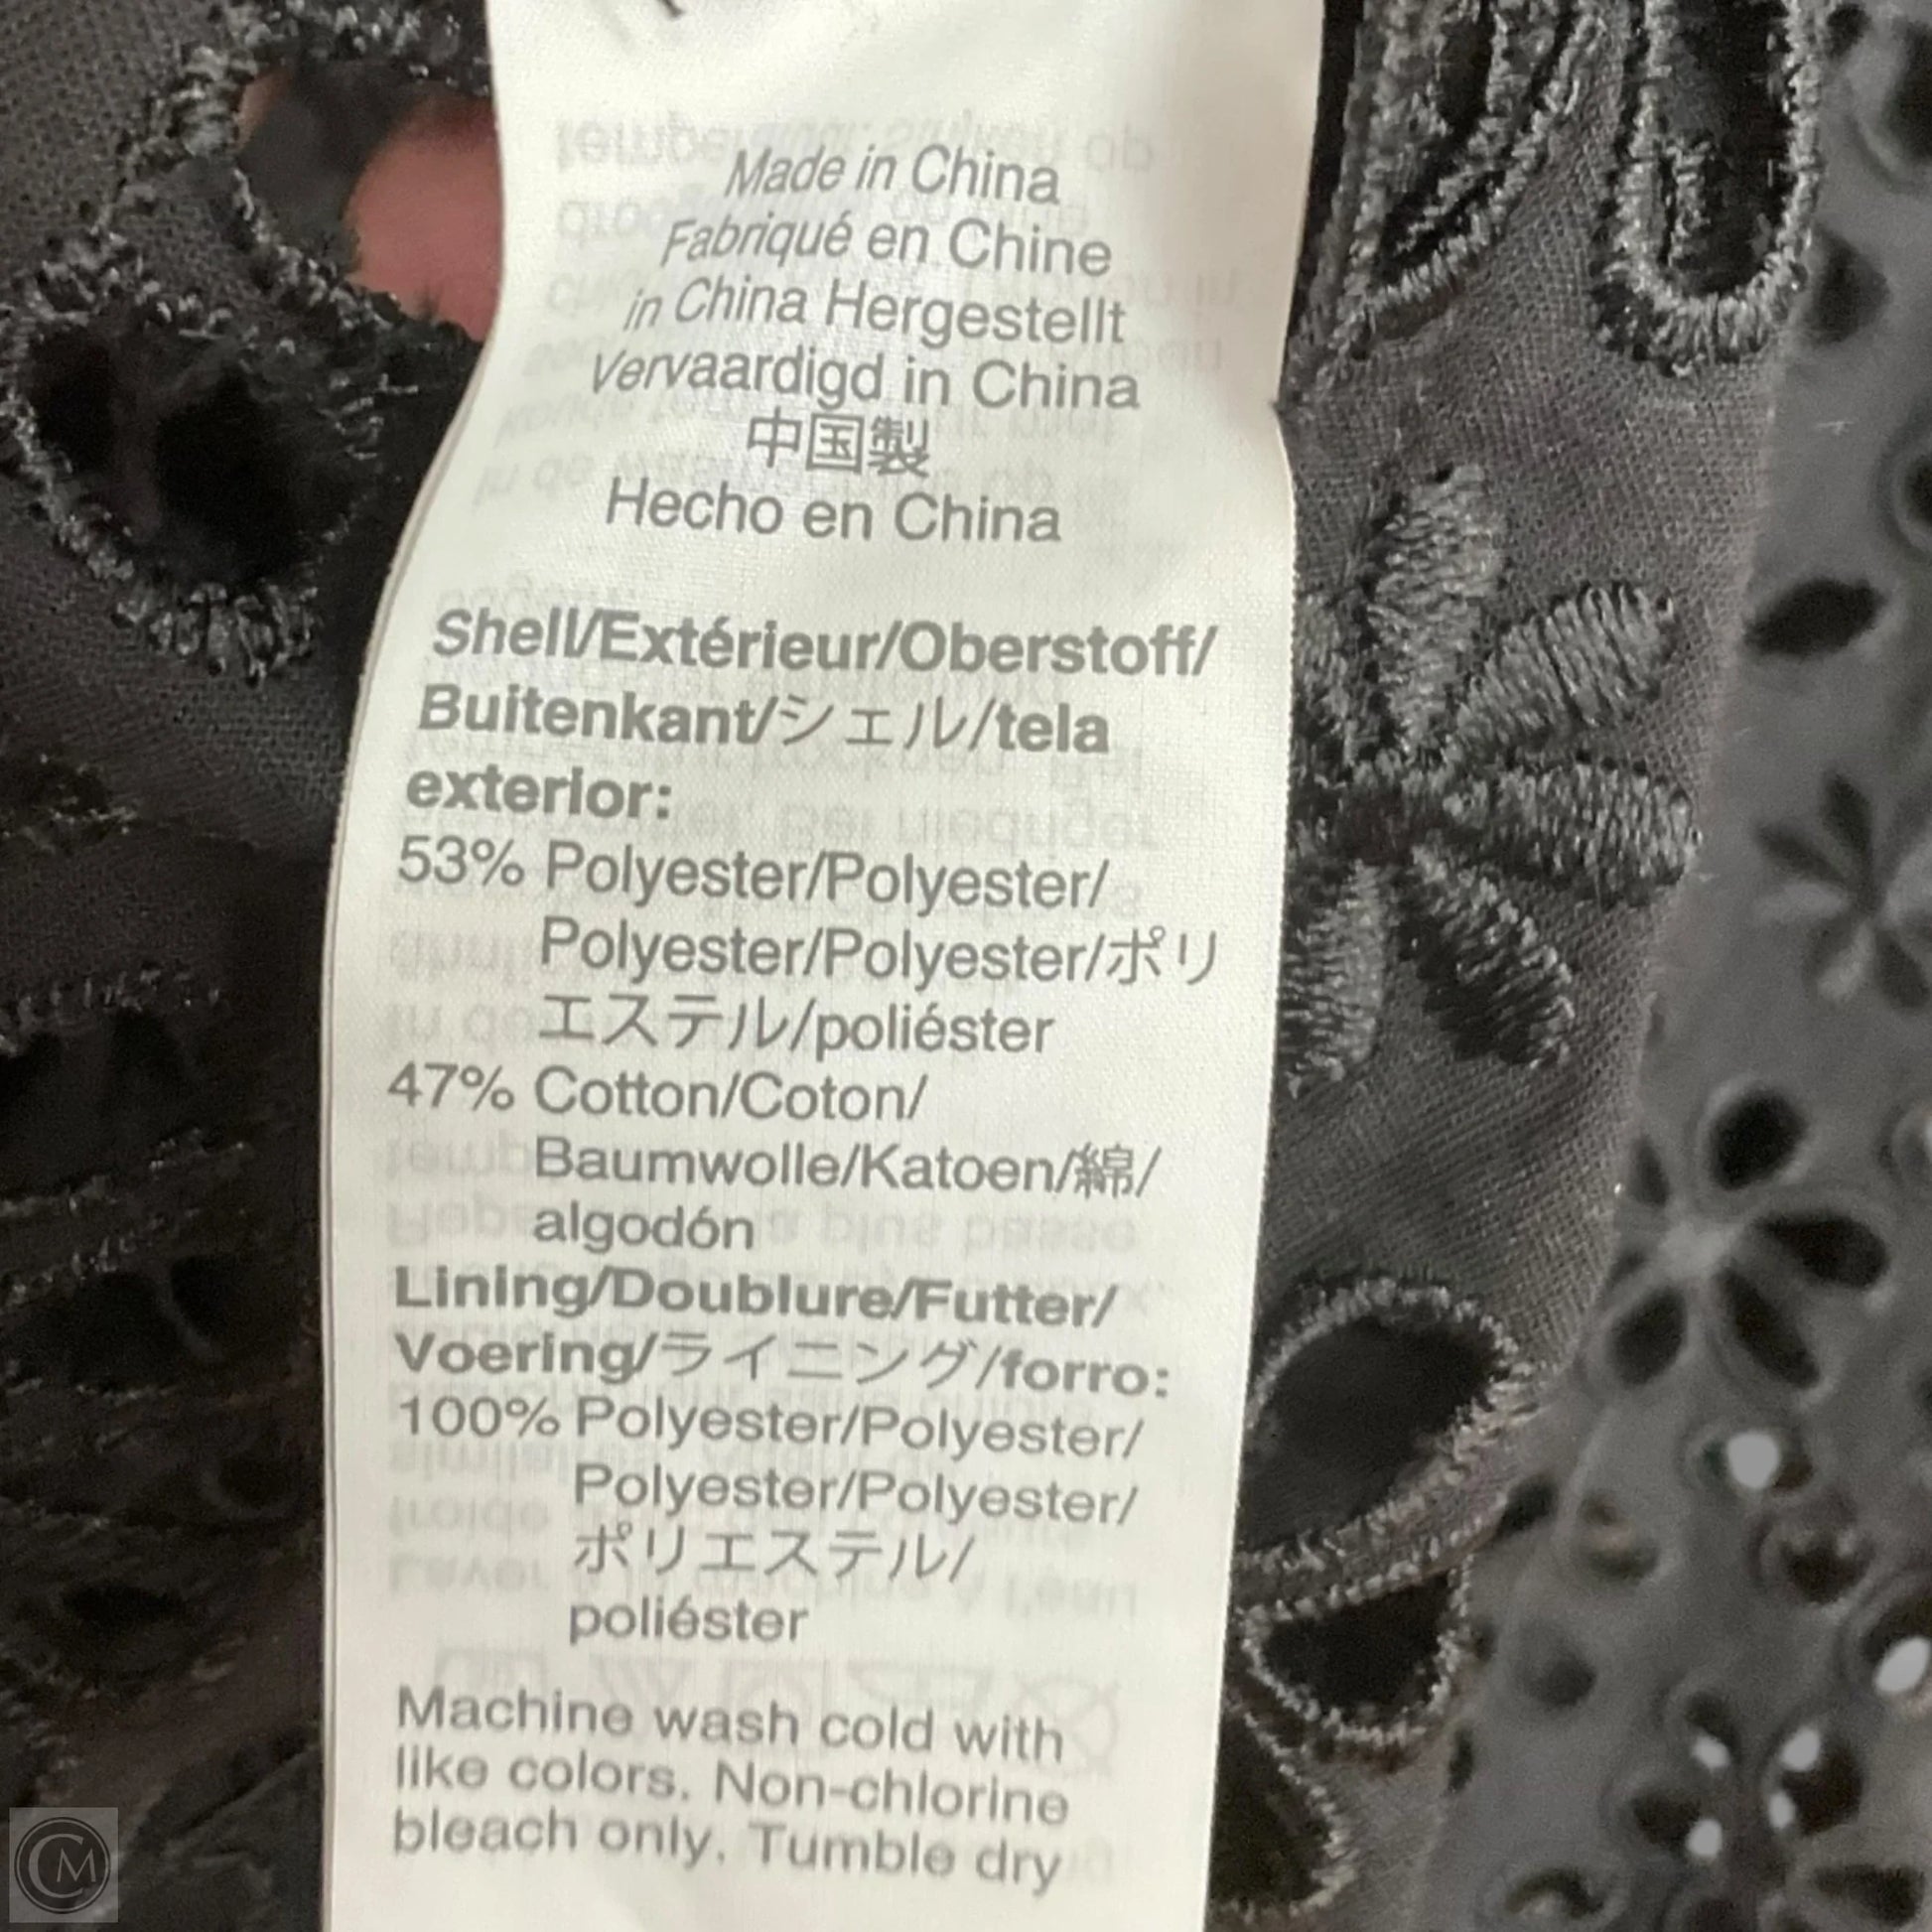 Made in China
Fabriqué en Chine
in China Hergestellt
Vervaardigd in China
中国製
Hecho en China
Shell/Extérieur/Oberstoff/
Buitenkant/シェル/tela
exterior:
53% Polyester/Polyester/
Polyester/Polyester/ポリ
エステル/poliéster
47% Cotton/Coton/
Baumwolle/Katoen/綿/
algodón
Lining/Doublure/Futter/
Voering/ライニング/forro:
100% Polyester/Polyester/
Polyester/Polyester/
ポリエステル/
poliéster
Machine wash cold with
like colors. Non-chlorine
bleach only. Tumble dry
CM